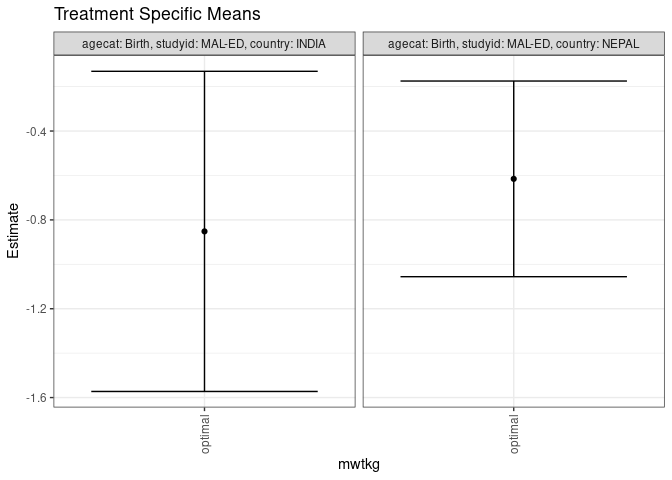 Treatment Specific Means
agecat: Birth, studyid: MAL-ED, country: INDIA
agecat: Birth, studyid: MAL-ED, country: NEPAL
-0.4
-0.8
-1.2
-1.6
Estimate
optimal
optimal
mwtkg